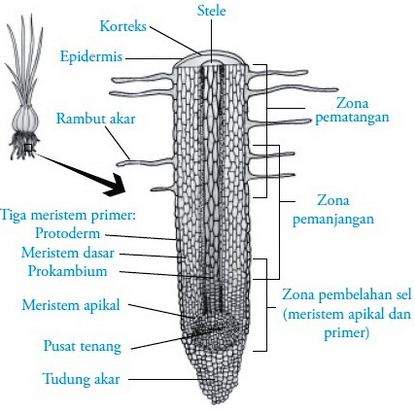 Stele
Korteks
Epidermis
Rambut akar
Zona
pematangan
Zona
pemanjangan
Tiga meristem primer:
Protoderm
Meristem dasar
Prokambium
Meristem apikal
Pusat tenang
Tudung akar
Zona pembelahan sel
(meristem apikal dan
primer)